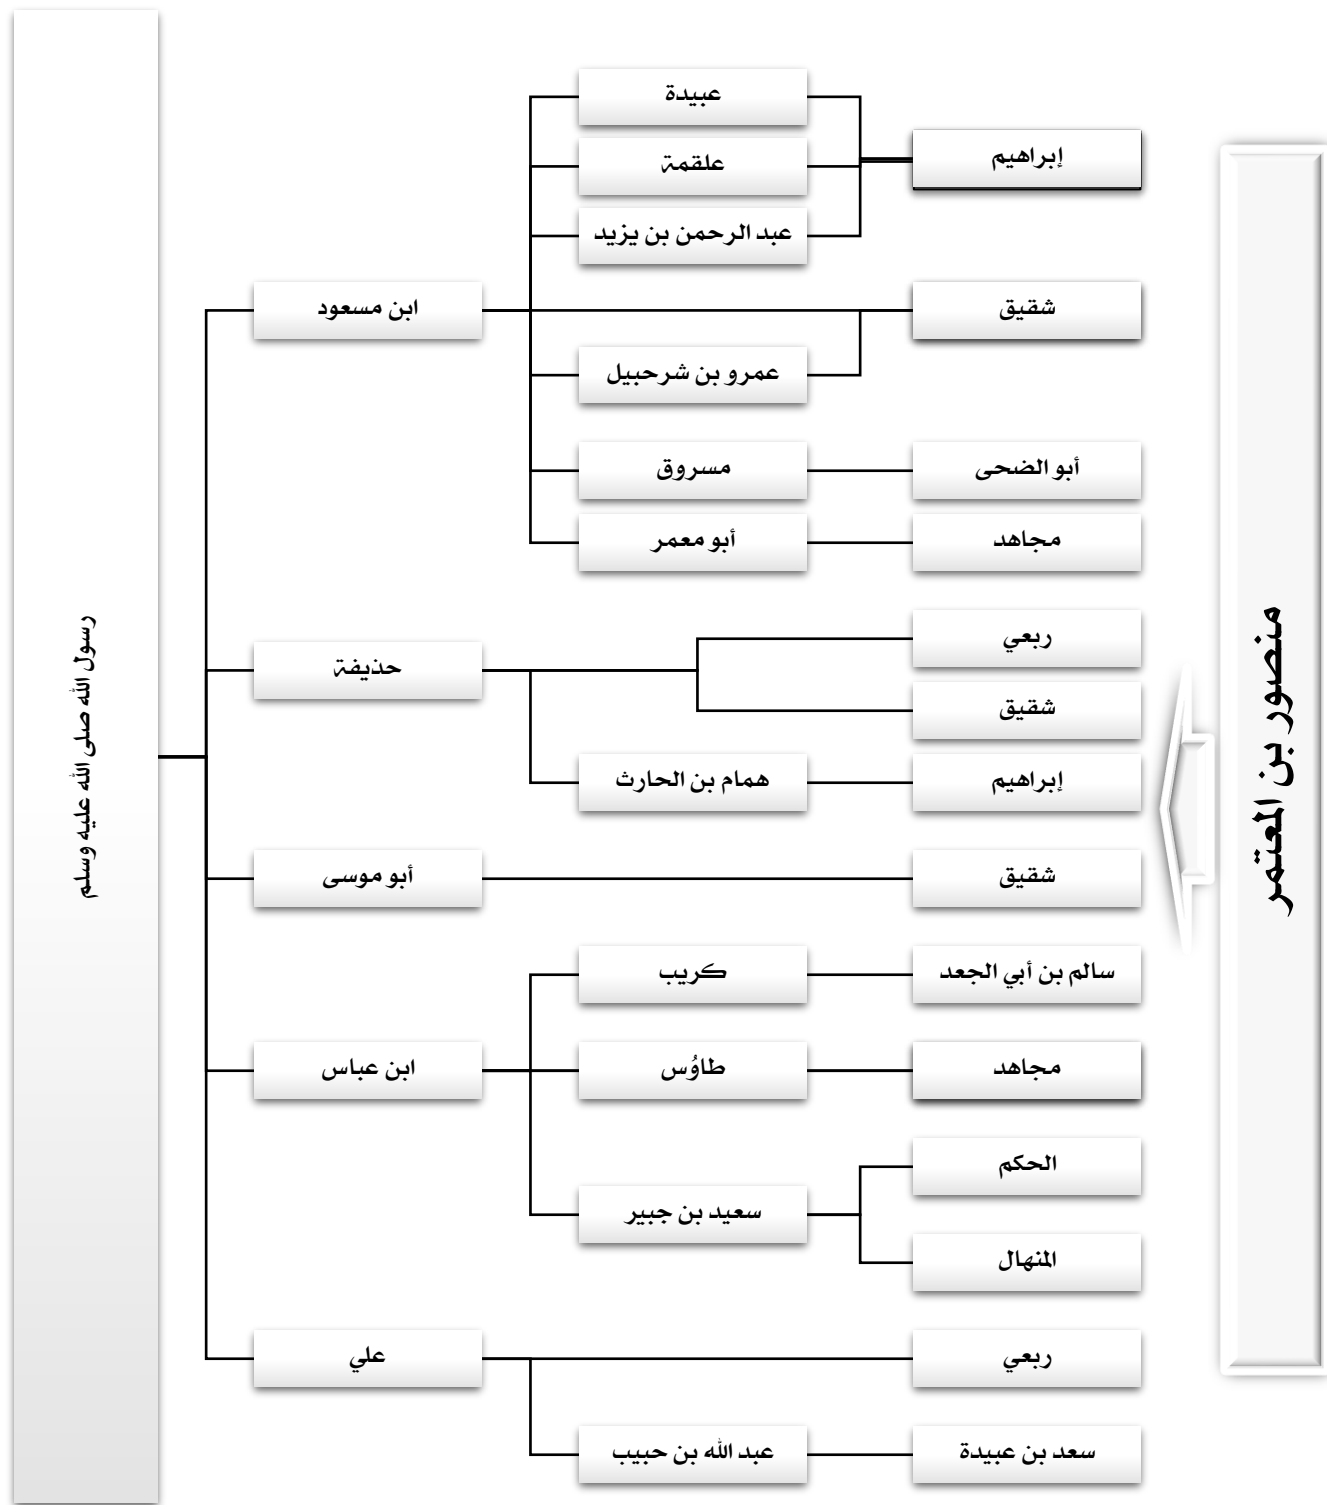 منصور بن المعتمر
إبراهيم
عبيدة
علقمة
عبد الرحمن بن يزيد
شقيق
عمرو بن شرحبيل
ابن مسعود
أبو الضحى
مسروق
مجاهد
أبو معمر
ربعي
شقيق
حذيفة
إبراهيم
همام بن الحارث
شقيق
أبو موسى
سالم بن أبي الجعد
كريب
مجاهد
طاوُس
ابن عباس
الحكم
المنهال
سعيد بن جبير
ربعي
علي
سعد بن عبيدة
عبد الله بن حبيب
رسول الله صلى الله عليه وسلم